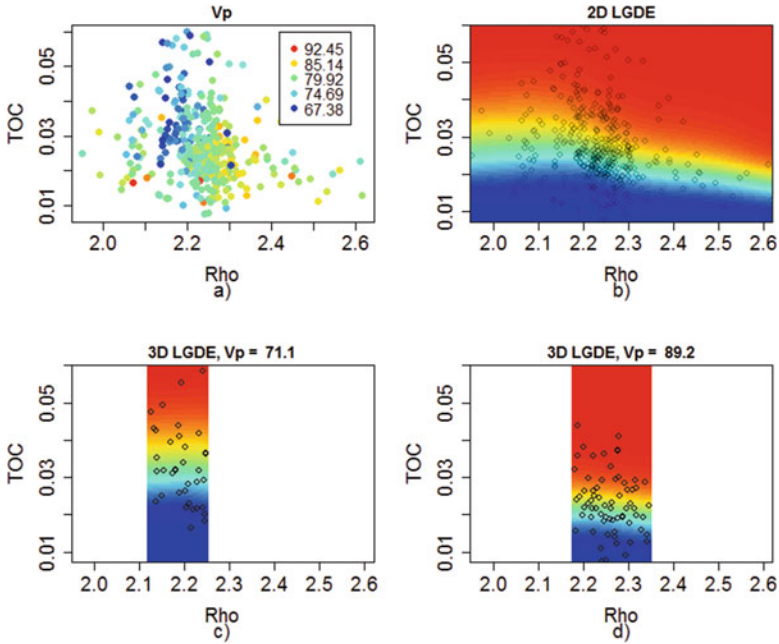 Vp
TOC
0.05
0.03
0.01
92.45
85.14
79.92
74.69
67.38
2.0 2.1 2.2 2.3 2.4 2.5 2.6
Rho
a)
2D LGDE
TOC
0.05
0.03
0.01
2.0 2.1 2.2 2.3 2.4 2.5 2.6
Rho
b)
3D LGDE, Vp = 71.1
TOC
0.05
0.03
0.01
2.0 2.1 2.2 2.3 2.4 2.5 2.6
Rho
c)
3D LGDE, Vp = 89.2
TOC
0.05
0.03
0.01
2.0 2.1 2.2 2.3 2.4 2.5 2.6
Rho
d)